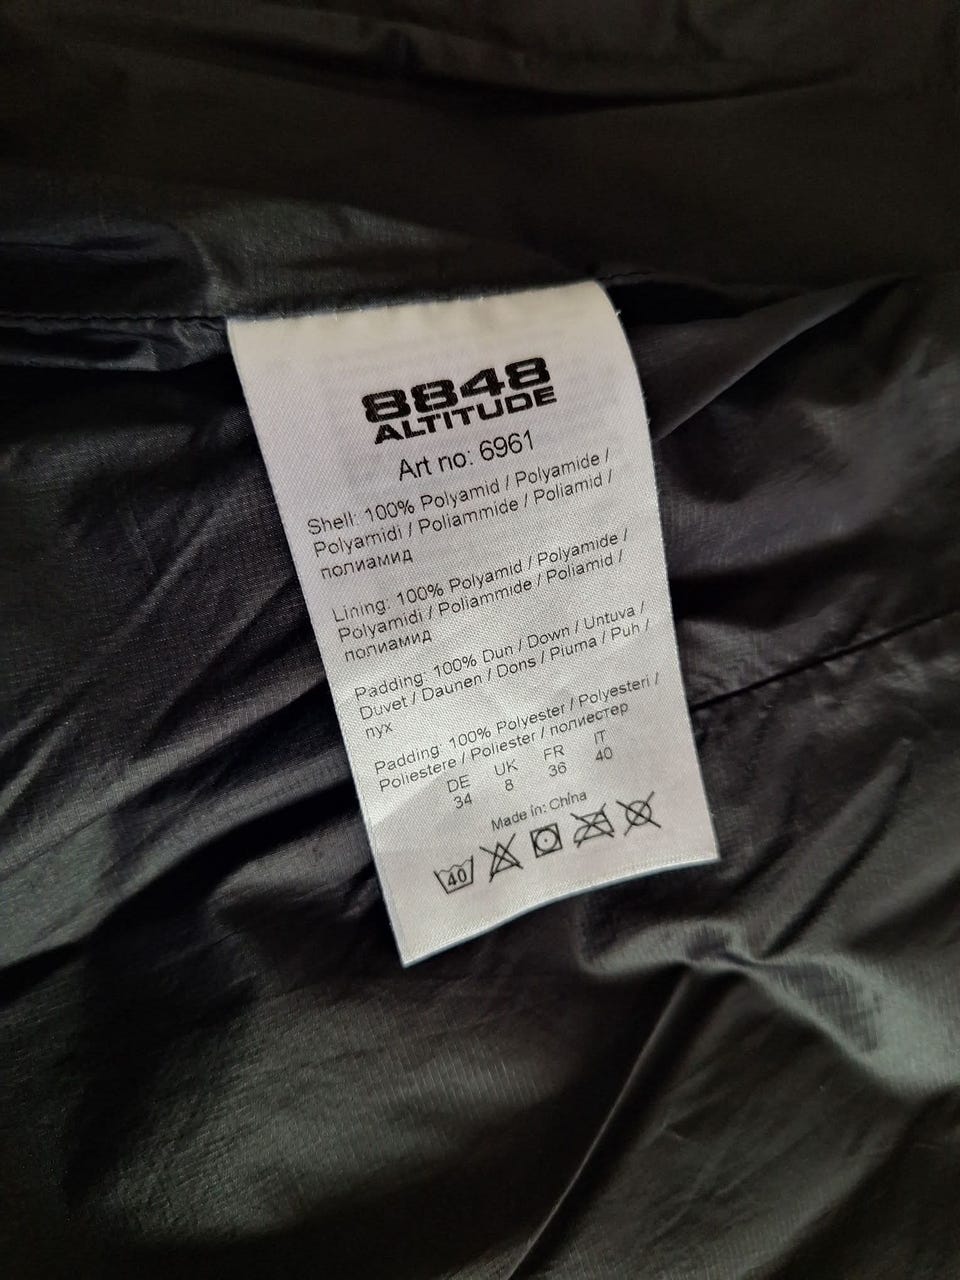 8848
ALTITUDE
Art no: 6961
Shell: 100% Polyamid / Polyamide /
Polyamidi / Poliammide / Poliamid /
полиамид
Lining: 100% Polyamid / Polyamide /
Polyamidi / Poliammide / Poliamid /
полиамид
Padding: 100% Dun / Down / Untuva /
Duvet / Daunen / Dons / Piuma / Puh /
пух
Padding 100% Polyester / Polyesteri /
Poliestere / Poliester / полиестер
DE UK FR IT
34 8 36 40
Made in: China
40